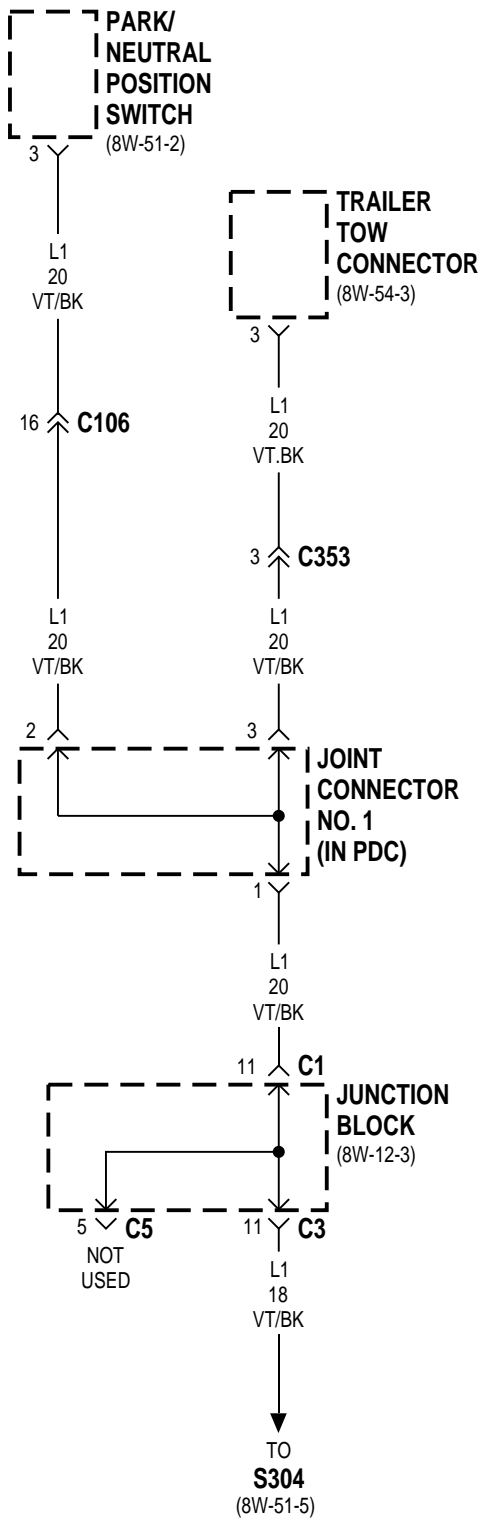 PARK/
NEUTRAL
POSITION
SWITCH
(8W-51-2)
3
L1
20
VT/BK
16 C106
L1
20
VT/BK
2
TRAILER
TOW
CONNECTOR
(8W-54-3)
3
L1
20
VT.BK
3 C353
L1
20
VT/BK
3
JOINT
CONNECTOR
NO. 1
(IN PDC)
1
L1
20
VT/BK
11 C1
JUNCTION
BLOCK
(8W-12-3)
5 C5
NOT
USED
11 C3
L1
18
VT/BK
TO
S304
(8W-51-5)